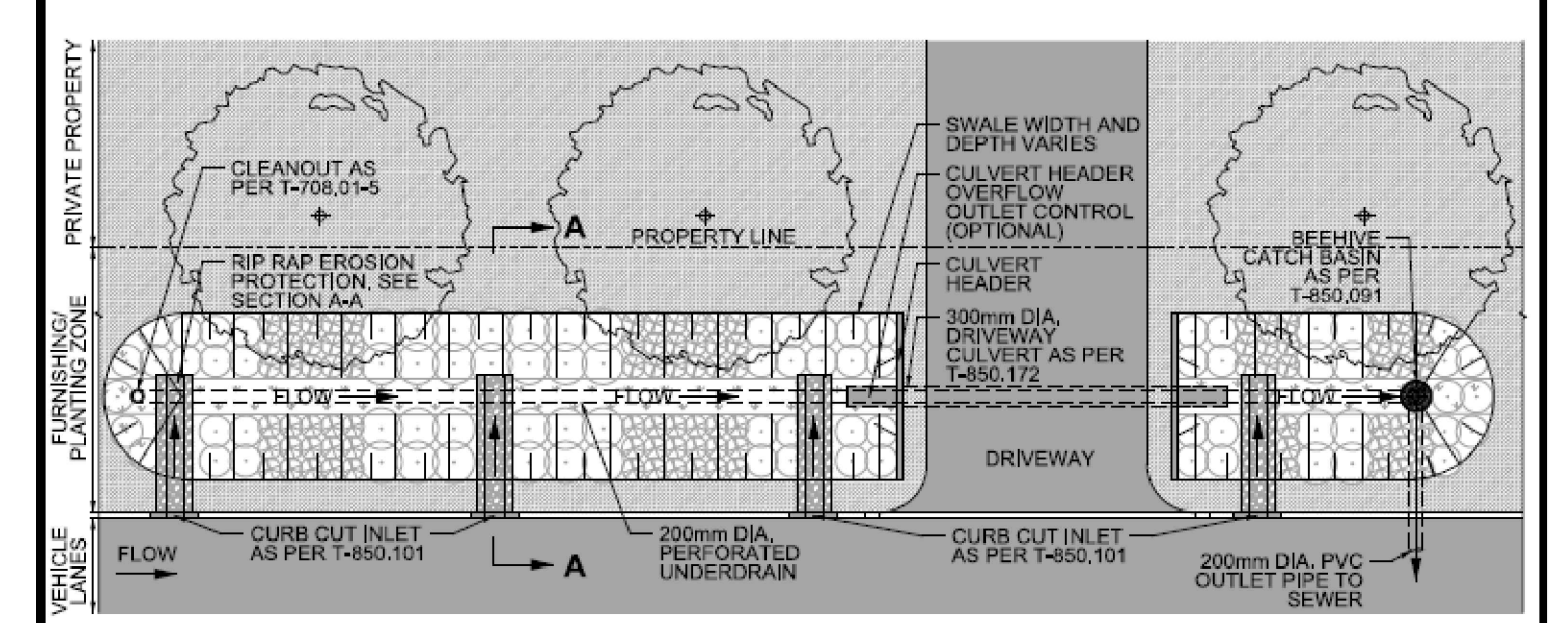 PRIVATE PROPERTY
FURNISHING/
PLANTING ZONE
VEHICLE
LANES
CLEANOUT AS
PER T-708.01-5
RIP RAP EROSION
PROTECTION, SEE
SECTION A-A
A
PROPERTY LINE
SWALE WIDTH AND
DEPTH VARIES
CULVERT HEADER
OVERFLOW
OUTLET CONTROL
(OPTIONAL)
CULVERT
HEADER
300mm DIA.
DRIVEWAY
CULVERT AS PER
T-850.172
BEEHIVE
CATCH BASIN
AS PER
T-850.091
FLOW
FLOW
FLOW
DRIVEWAY
FLOW
CURB CUT INLET
AS PER T-850.101
A
200mm DIA.
PERFORATED
UNDERDRAIN
CURB CUT INLET
AS PER T-850.101
200mm DIA. PVC
OUTLET PIPE TO
SEWER